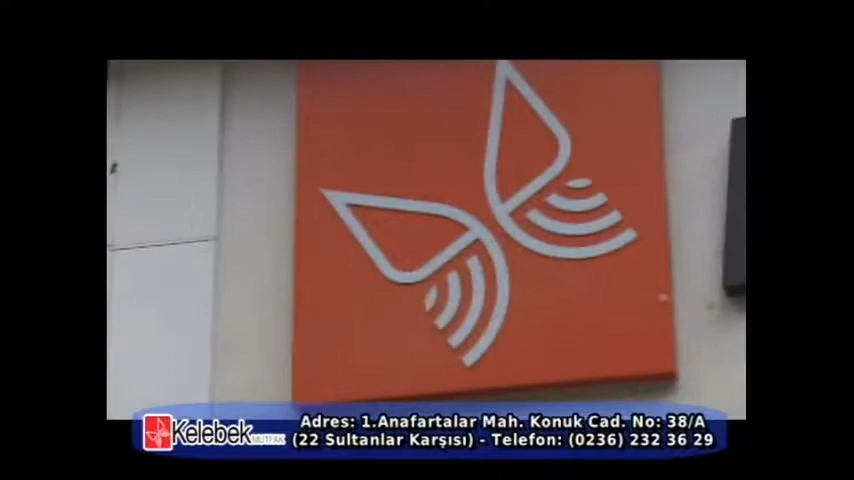 Kelebek MUTFAK
Adres: 1.Anafartalar Mah. Konuk Cad. No: 38/A
(22 Sultanlar Karşısı) - Telefon: (0236) 232 36 29